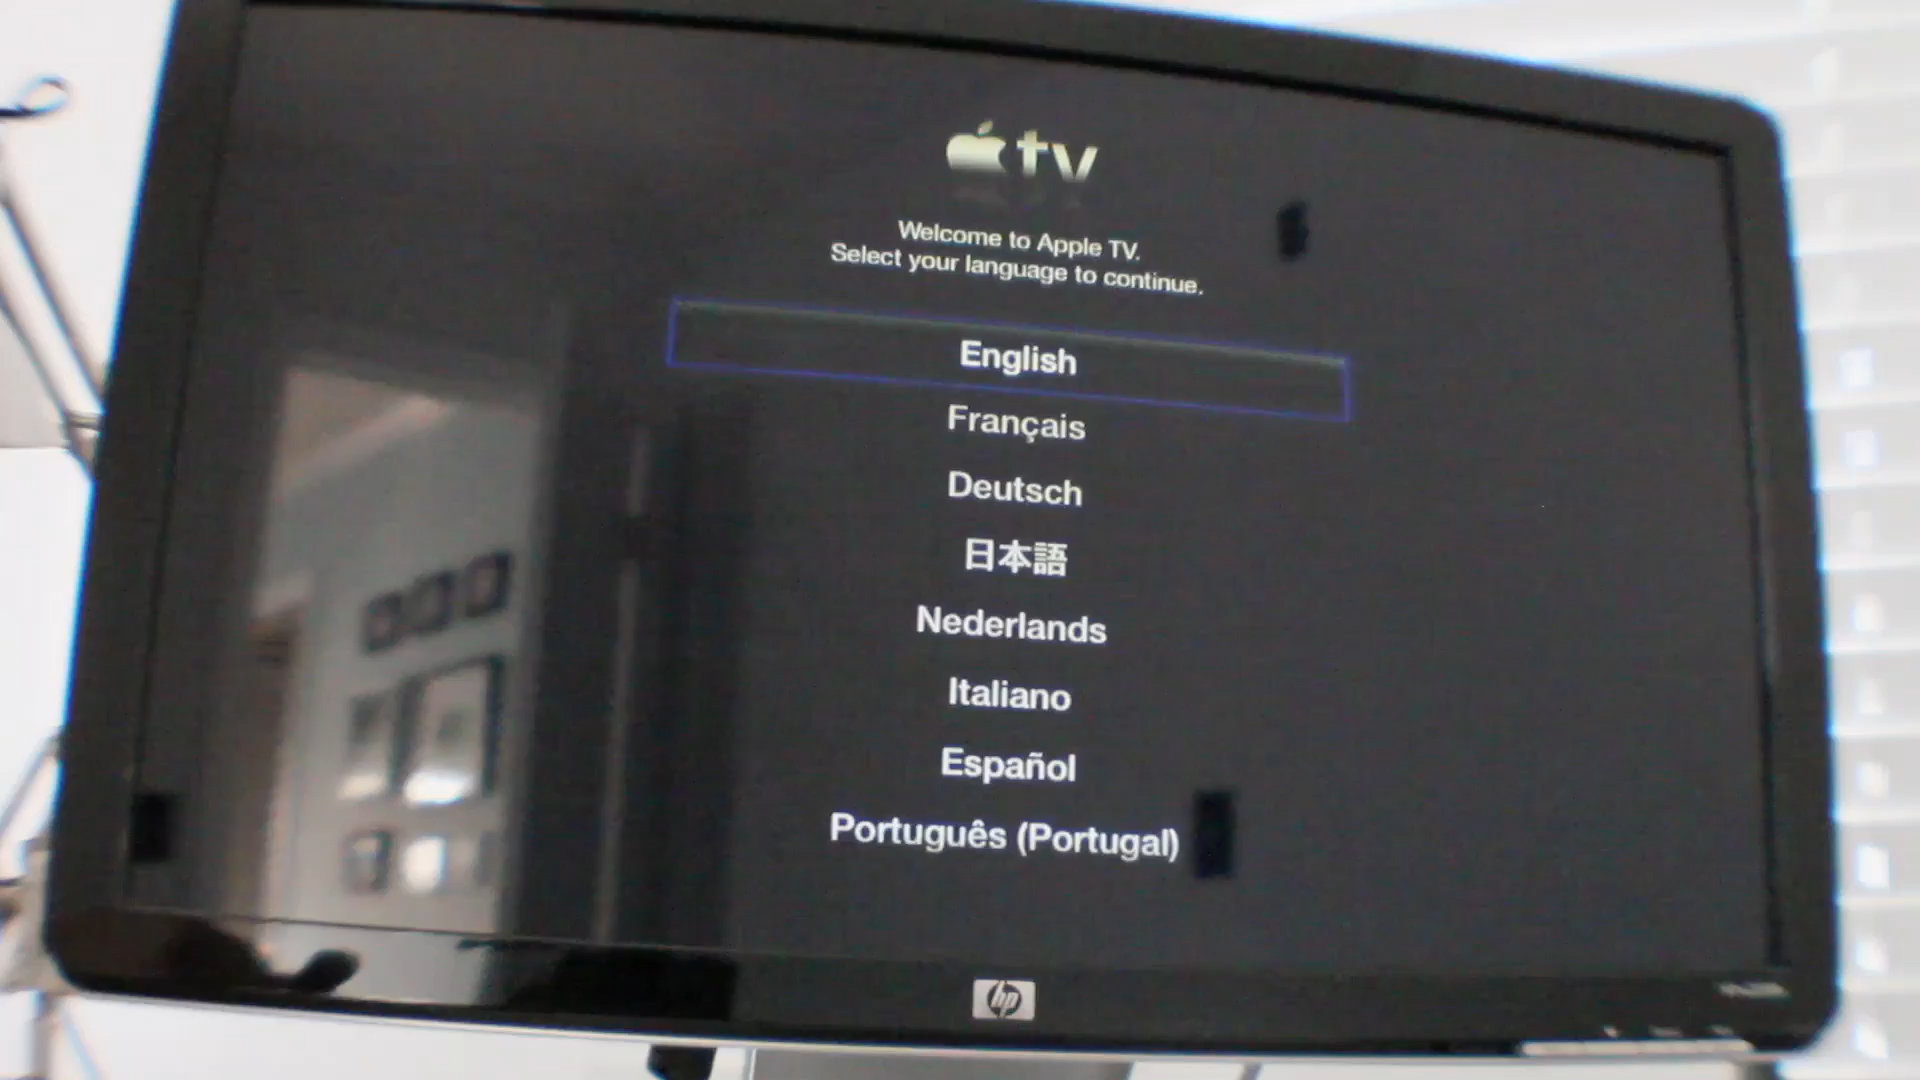 tv
Welcome to Apple TV.
Select your language to continue.
English
Français
Deutsch
日本語
Nederlands
Italiano
Español
Português (Portugal)
hp